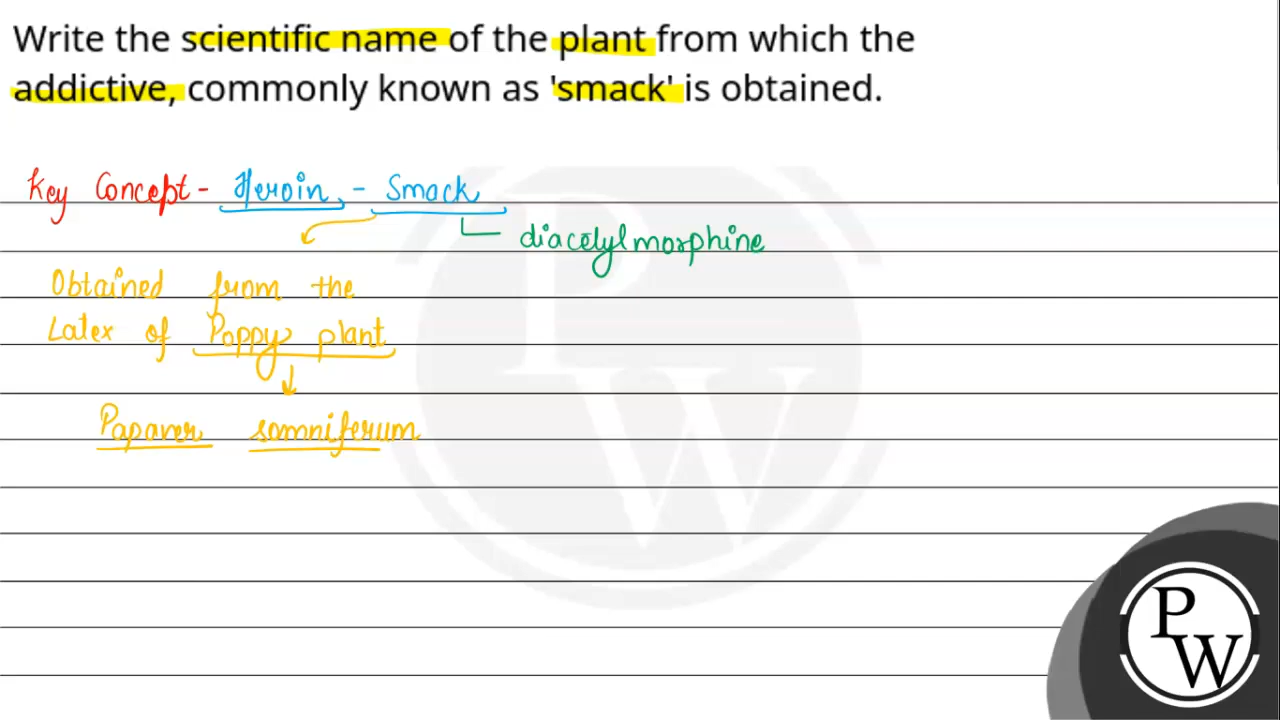 Write the scientific name of the plant from which the
addictive, commonly known as 'smack' is obtained.
Key Concept - Heroin, - Smack
diacetylmorphine
Obtained from the
Latex of Poppy plant
Papaver somniferum
PW
PW